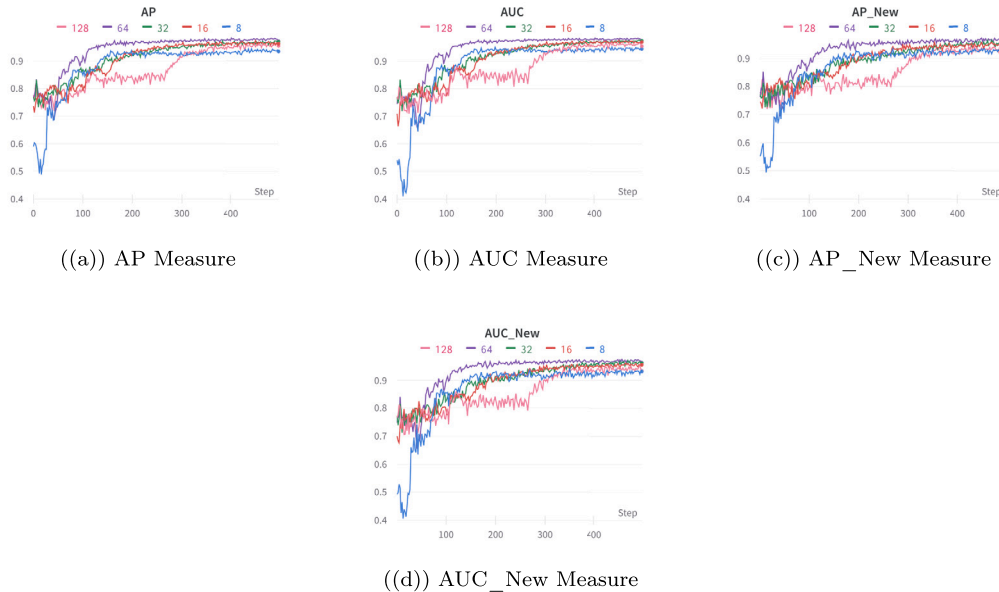 AP
128 64 32 16 8
0.9
0.8
0.7
0.6
0.5
0.4
Step
0 100 200 300 400
((a)) AP Measure
AUC
128 64 32 16 8
0.9
0.8
0.7
0.6
0.5
0.4
Step
0 100 200 300 400
((b)) AUC Measure
AP_New
128 64 32 16 8
0.9
0.8
0.7
0.6
0.5
0.4
Step
100 200 300 400
((c)) AP_New Measure
AUC_New
128 64 32 16 8
0.9
0.8
0.7
0.6
0.5
0.4
Step
100 200 300 400
((d)) AUC_New Measure